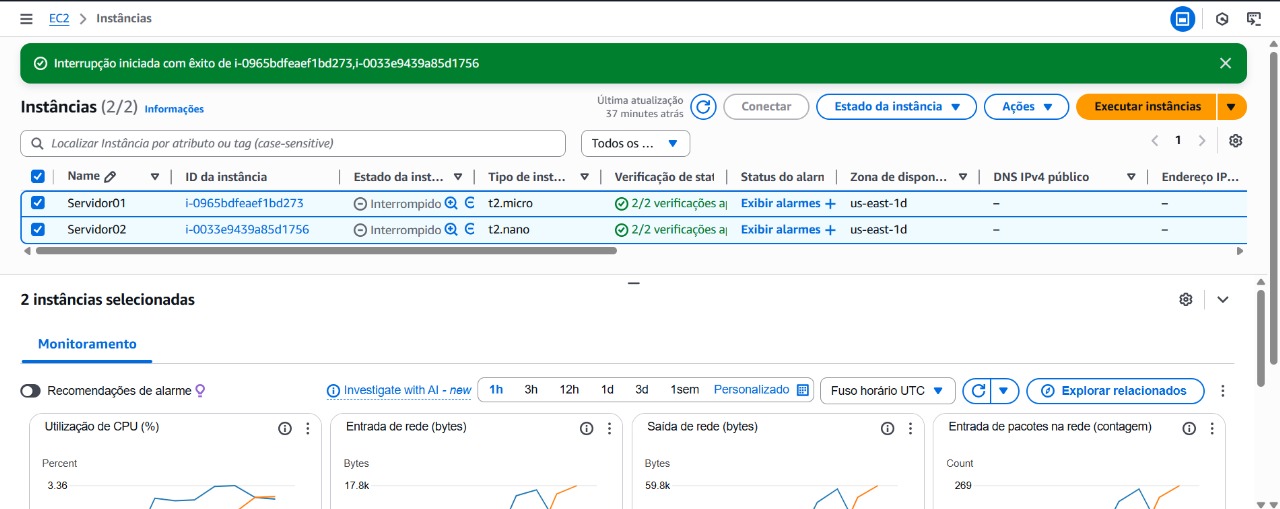 EC2 Instâncias
Interrupção iniciada com êxito de i-0965bdfeaef1bd273,i-0033e9439a85d1756
Instâncias (2/2) Informações
Última atualização
37 minutes atrás
Conectar Estado da instância Ações Executar instâncias
Localizar Instância por atributo ou tag (case-sensitive) Todos os ... 1
Name ID da instância Estado da inst... Tipo de inst... Verificação de stat Status do alarn Zona de dispon... DNS IPv4 público Endereço IP...
Servidor01 i-0965bdfeaef1bd273 Interrompido t2.micro 2/2 verificações a Exibir alarmes + us-east-1d – –
Servidor02 i-0033e9439a85d1756 Interrompido t2.nano 2/2 verificações a Exibir alarmes + us-east-1d – –
2 instâncias selecionadas
Monitoramento
Recomendações de alarme Investigate with AI - new 1h 3h 12h 1d 3d 1sem Personalizado Fuso horário UTC Explorar relacionados
Utilização de CPU (%) Entrada de rede (bytes) Saída de rede (bytes) Entrada de pacotes na rede (contagem)
Percent Bytes Bytes Count
3.36 17.8k 59.8k 269